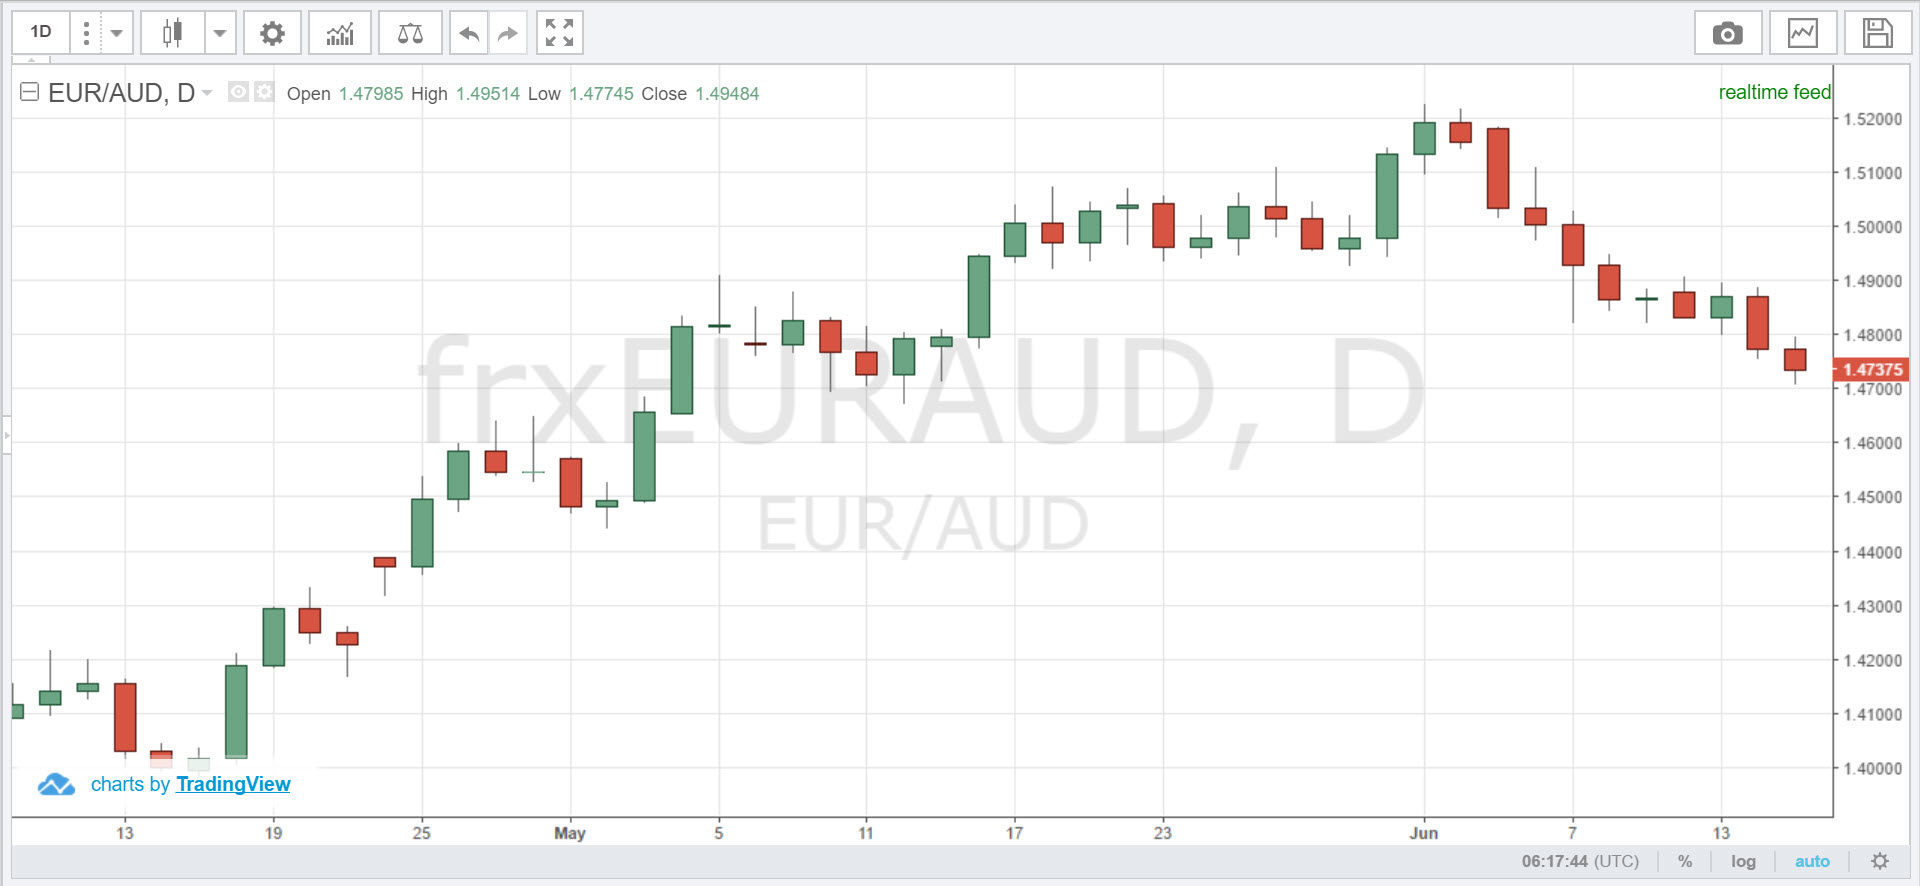 1D
EUR/AUD, D Open 1.47985 High 1.49514 Low 1.47745 Close 1.49484
realtime feed
1.52000
1.51000
1.50000
1.49000
1.48000
1.47375
1.47000
1.46000
1.45000
1.44000
1.43000
1.42000
1.41000
1.40000
frxEURAUD, D
EUR/AUD
charts by TradingView
13 19 25 May 5 11 17 23 Jun 7 13
06:17:44 (UTC) % log auto